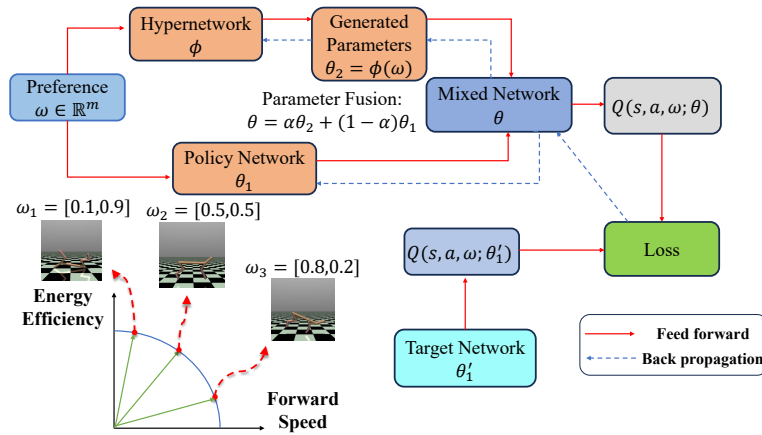 Hypernetwork
ϕ
Generated
Parameters
θ₂ = ϕ(ω)
Preference
ω ∈ ℝᵐ
Parameter Fusion:
θ = αθ₂ + (1 − α)θ₁
Mixed Network
θ
Q(s, a, ω; θ)
Policy Network
θ₁
ω₁ = [0.1,0.9]
ω₂ = [0.5,0.5]
ω₃ = [0.8,0.2]
Energy
Efficiency
Forward
Speed
Q(s, a, ω; θ₁′)
Loss
Target Network
θ₁′
Feed forward
Back propagation